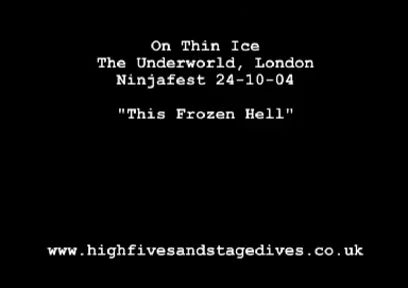 On Thin Ice
The Underworld, London
Ninjafest 24-10-04
"This Frozen Hell"
www.highfivesandstagedives.co.uk